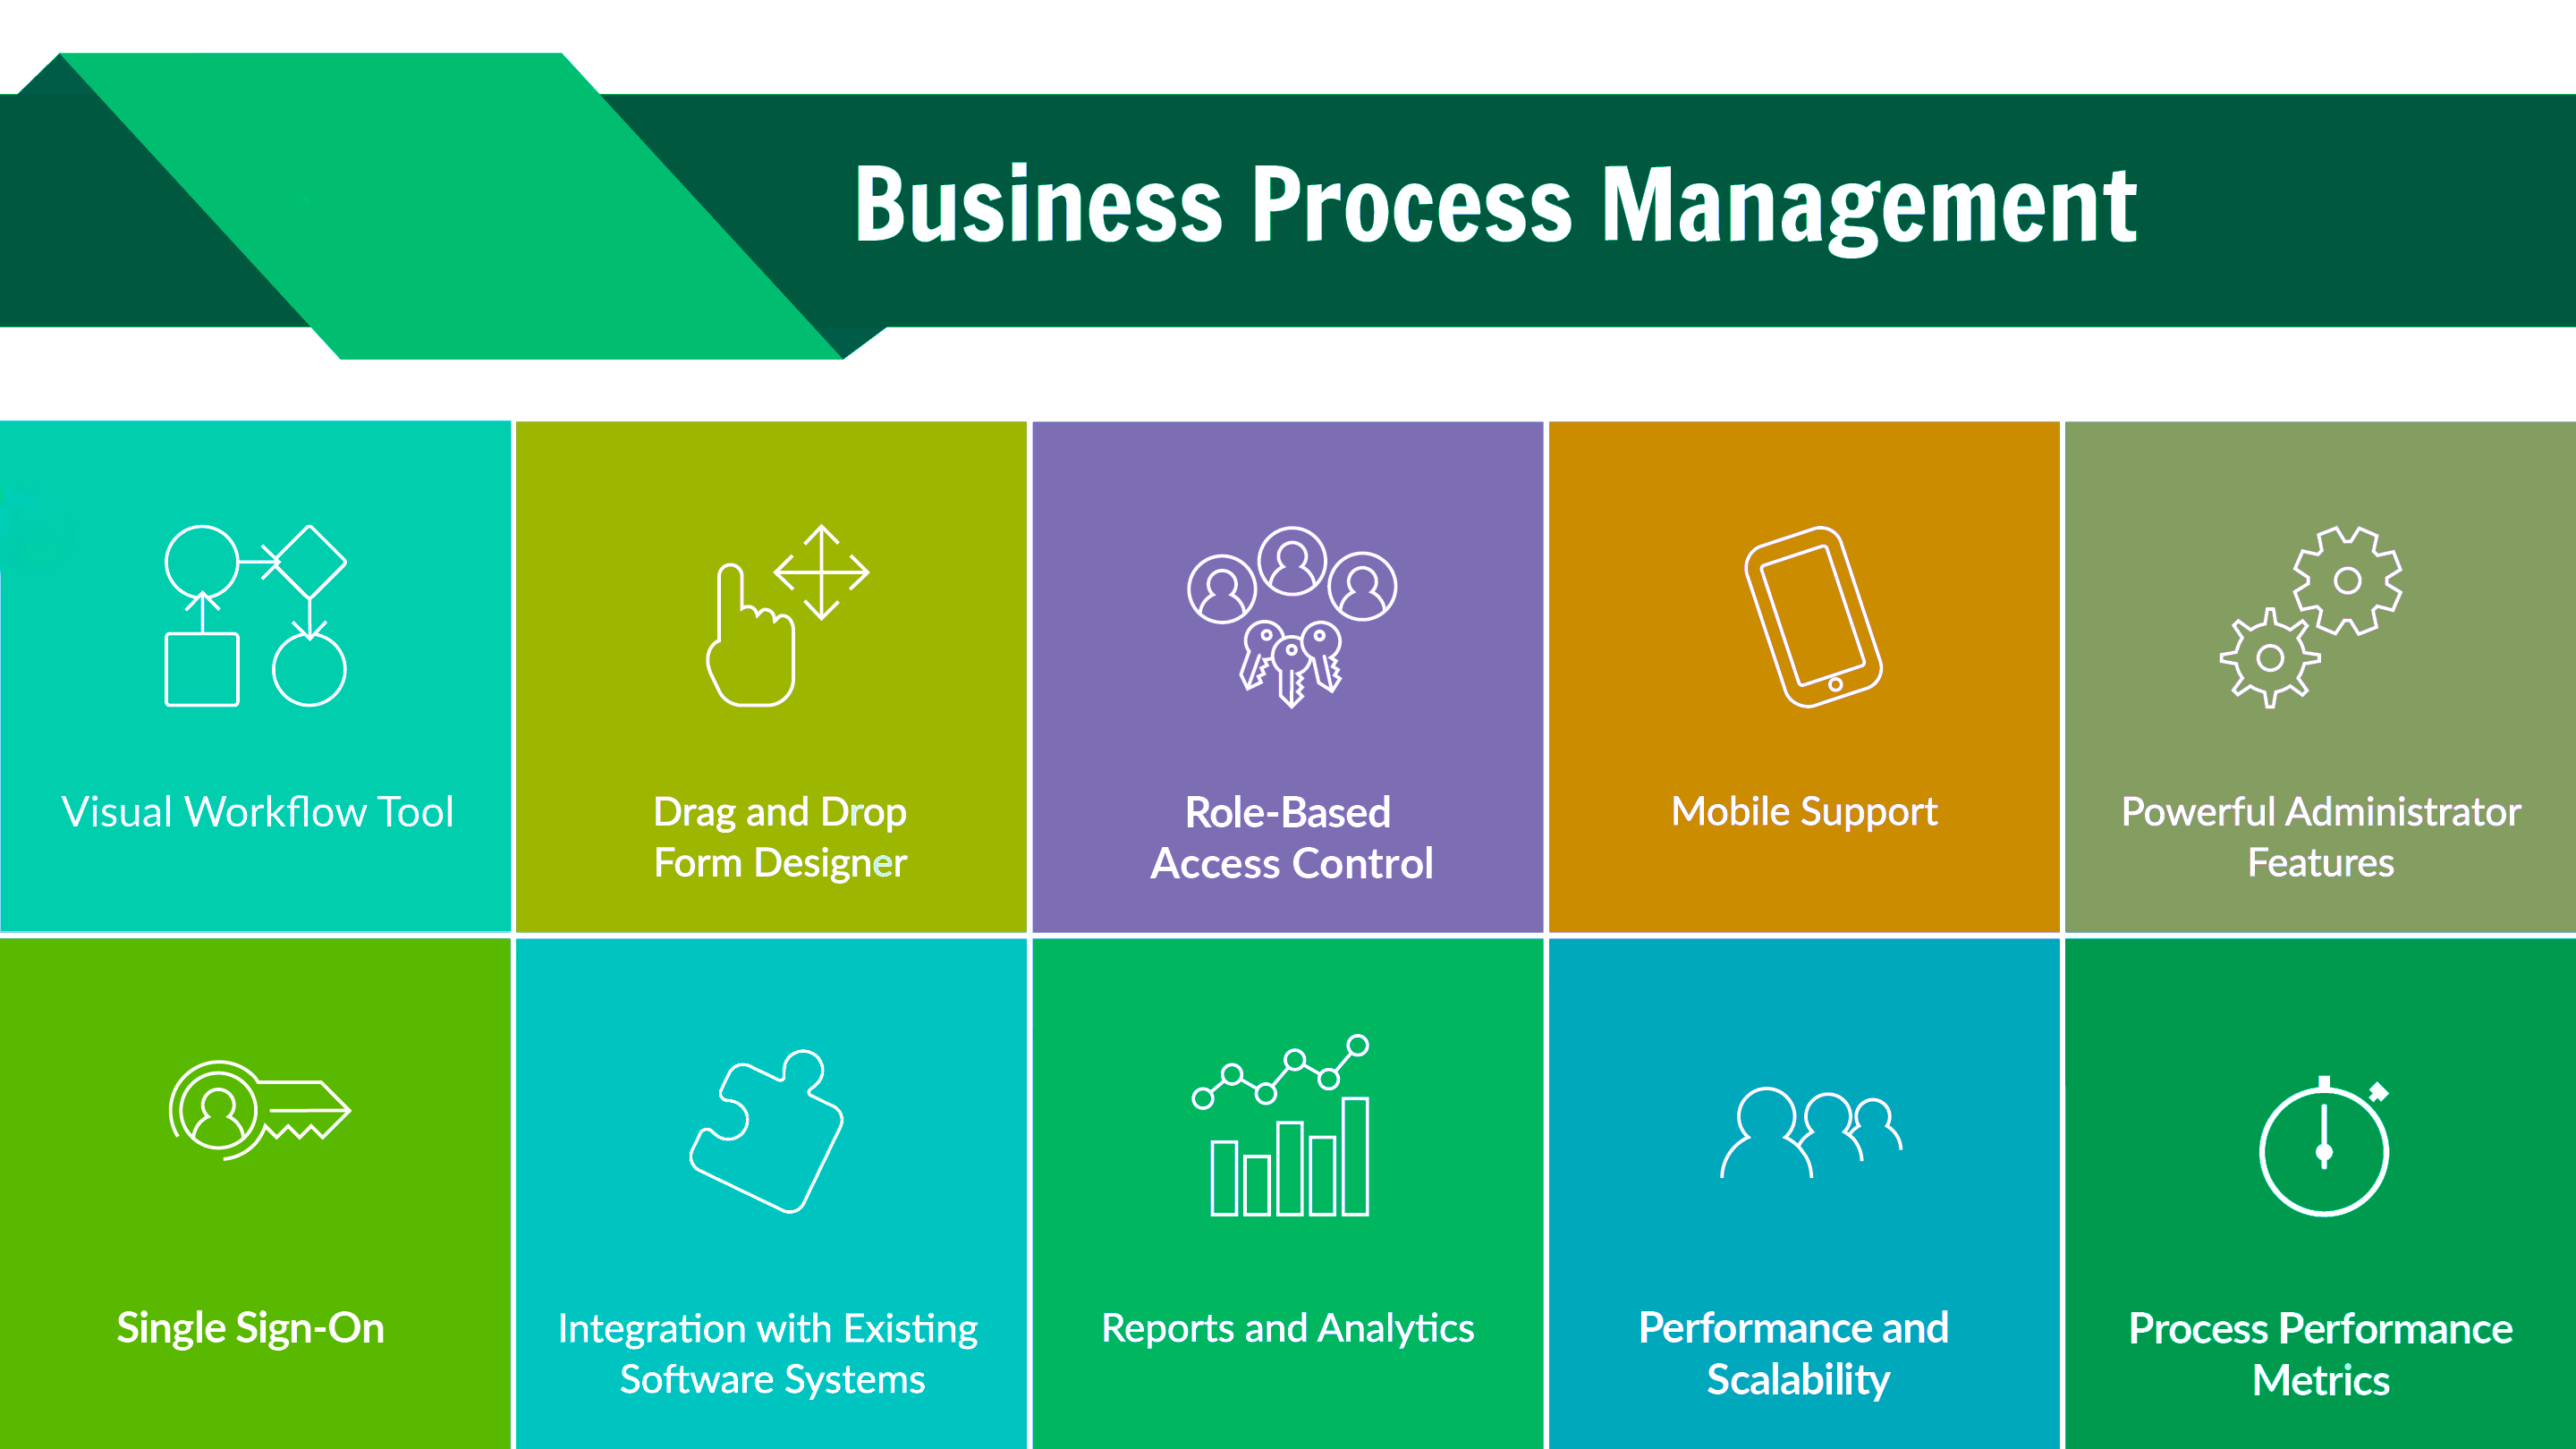 Business Process Management
Visual Workflow Tool
Drag and Drop
Form Designer
Role-Based
Access Control
Mobile Support
Powerful Administrator
Features
Single Sign-On
Integration with Existing
Software Systems
Reports and Analytics
Performance and
Scalability
Process Performance
Metrics